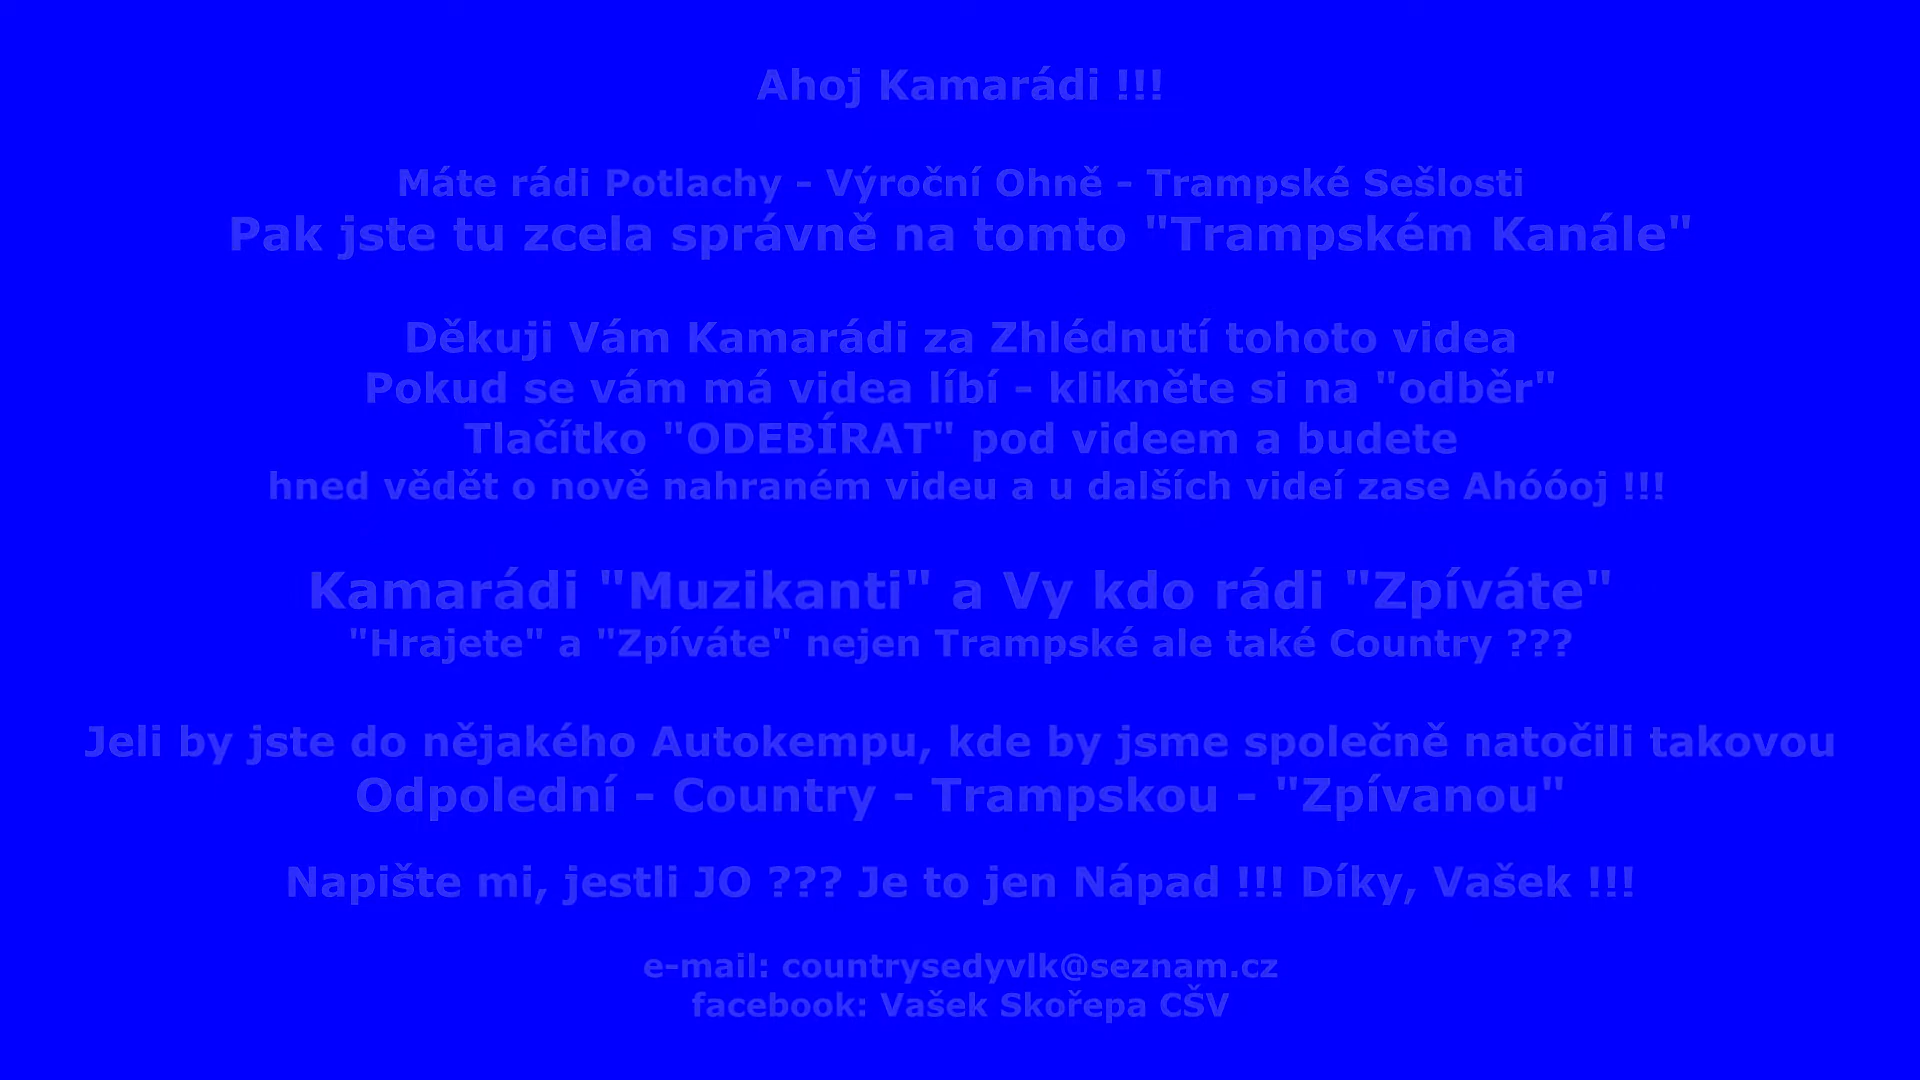 Ahoj Kamarádi !!!
Máte rádi Potlachy - Výroční Ohně - Trampské Sešlosti
Pak jste tu zcela správně na tomto "Trampském Kanále"
Děkuji Vám Kamarádi za Zhlédnutí tohoto videa
Pokud se vám má videa líbí - klikněte si na "odběr"
Tlačítko "ODEBÍRAT" pod videem a budete
hned vědět o nově nahraném videu a u dalších videí zase Ahóóoj !!!
Kamarádi "Muzikanti" a Vy kdo rádi "Zpíváte"
"Hrajete" a "Zpíváte" nejen Trampské ale také Country ???
Jeli by jste do nějakého Autokempu, kde by jsme společně natočili takovou
Odpolední - Country - Trampskou - "Zpívanou"
Napište mi, jestli JO ??? Je to jen Nápad !!! Díky, Vašek !!!
e-mail: countrysedyvlk@seznam.cz
facebook: Vašek Skořepa CŠV